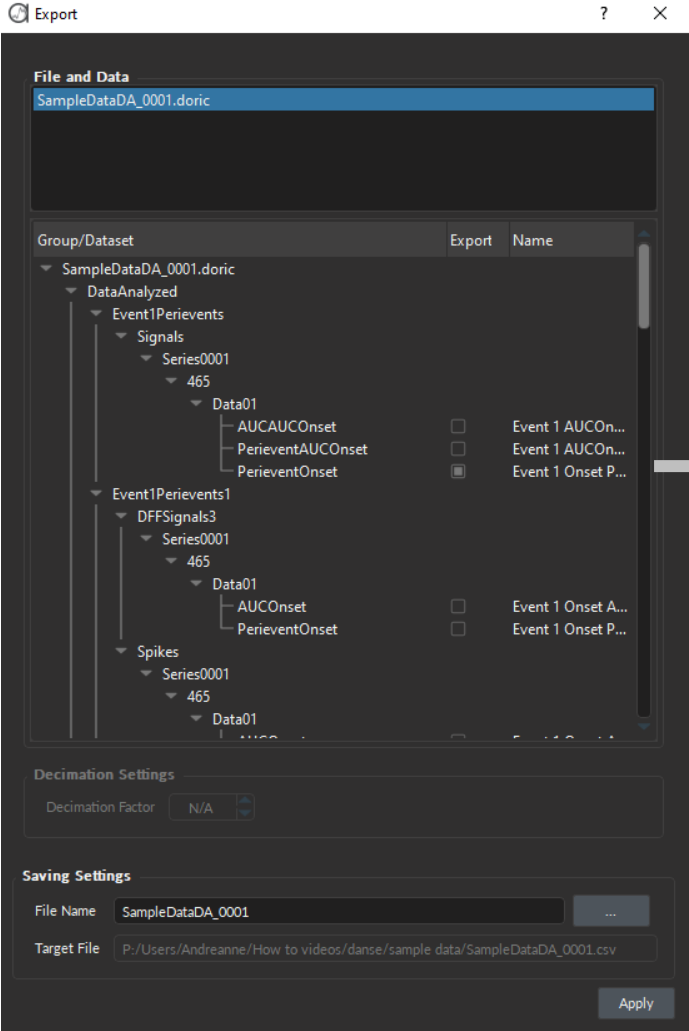 Export ? ×
File and Data
SampleDataDA_0001.doric
Group/Dataset Export Name
SampleDataDA_0001.doric
DataAnalyzed
Event1Perievents
Signals
Series0001
465
Data01
AUCAUCOnset Event 1 AUCOn...
PerieventAUCOnset Event 1 AUCOn...
PerieventOnset Event 1 Onset P...
Event1Perievents1
DFFSignals3
Series0001
465
Data01
AUCOnset Event 1 Onset A...
PerieventOnset Event 1 Onset P...
Spikes
Series0001
465
Data01
Decimation Settings
Decimation Factor N/A
Saving Settings
File Name SampleDataDA_0001 ...
Target File P:/Users/Andreanne/How to videos/danse/sample data/SampleDataDA_0001.csv
Apply